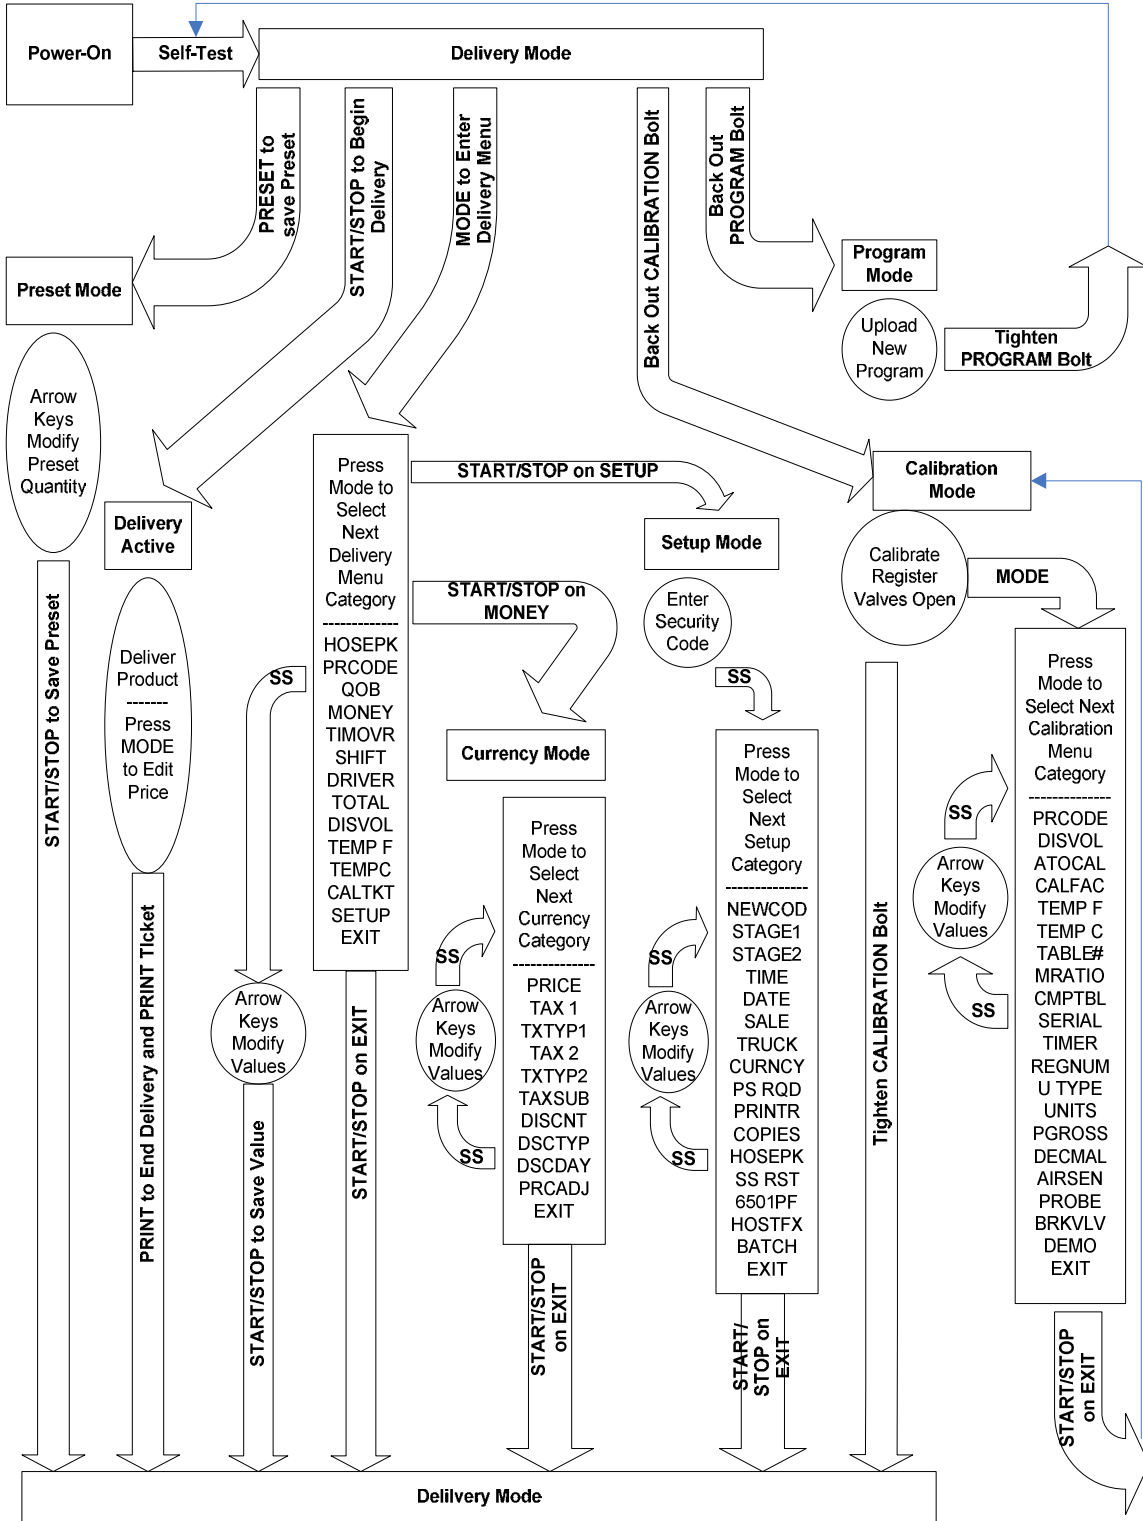 Power-On
Self-Test
Delivery Mode
PRESET to
save Preset
START/STOP to Begin
Delivery
MODE to Enter
Delivery Menu
Back Out CALIBRATION Bolt
Back Out
PROGRAM Bolt
Preset Mode
Arrow
Keys
Modify
Preset
Quantity
START/STOP to Save Preset
Delivery
Active
Deliver
Product
--------
Press
MODE
to Edit
Price
PRINT to End Delivery and PRINT Ticket
Press
Mode to
Select
Next
Delivery
Menu
Category
--------------
HOSEPK
PRCODE
QOB
MONEY
TIMOVR
SHIFT
DRIVER
TOTAL
DISVOL
TEMP F
TEMPC
CALTKT
SETUP
EXIT
SS
Arrow
Keys
Modify
Values
START/STOP to Save Value
START/STOP on EXIT
START/STOP on SETUP
START/STOP on
MONEY
Currency Mode
Press
Mode to
Select
Next
Currency
Category
--------------
PRICE
TAX 1
TXTYP1
TAX 2
TXTYP2
TAXSUB
DISCNT
DSCTYP
DSCDAY
PRCADJ
EXIT
SS
Arrow
Keys
Modify
Values
SS
START/STOP
on EXIT
Setup Mode
Enter
Security
Code
SS
Press
Mode to
Select
Next
Setup
Category
---------------
NEWCOD
STAGE1
STAGE2
TIME
DATE
SALE
TRUCK
CURNCY
PS RQD
PRINTR
COPIES
HOSEPK
SS RST
6501PF
HOSTFX
BATCH
EXIT
SS
Arrow
Keys
Modify
Values
SS
START/
STOP on
EXIT
Program
Mode
Upload
New
Program
Tighten
PROGRAM Bolt
Calibration
Mode
Calibrate
Register
Valves Open
Tighten CALIBRATION Bolt
MODE
Press
Mode to
Select Next
Calibration
Menu
Category
---------------
PRCODE
DISVOL
ATOCAL
CALFAC
TEMP F
TEMP C
TABLE#
MRATIO
CMPTBL
SERIAL
TIMER
REGNUM
U TYPE
UNITS
PGROSS
DECMAL
AIRSEN
PROBE
BRKVLV
DEMO
EXIT
SS
Arrow
Keys
Modify
Values
SS
START/STOP
on EXIT
Delilvery Mode